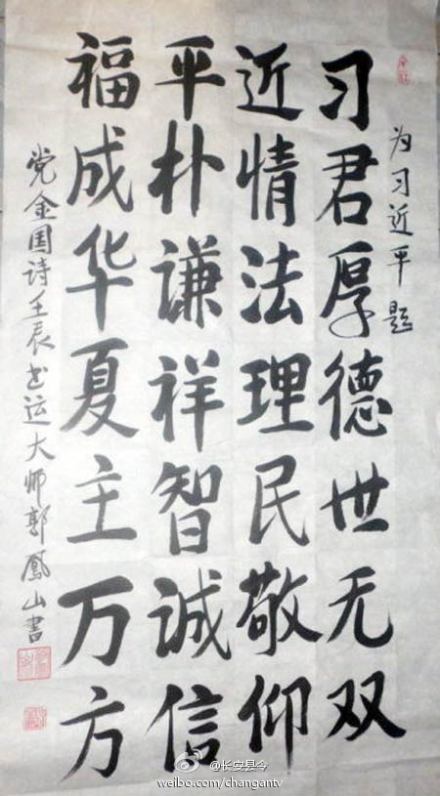 为习近平题
习君厚德世无双
近情法理民敬仰
平朴谦祥智诚信
福成华夏主万方
党金国诗壬辰书运大师郭凤山書
@长安县令
weibo.com/changantv